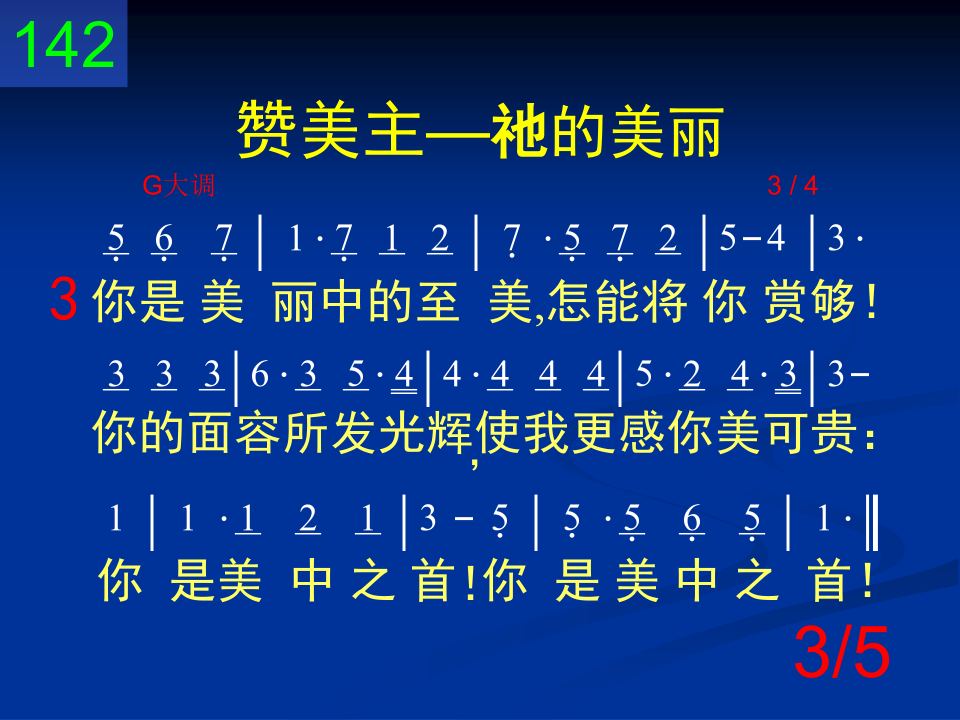 142
赞美主—祂的美丽
G大调 3 / 4
5̣ 6̣ 7̣ | 1 · 7̣ 1 2 | 7̣ · 5̣ 7̣ 2 | 5 - 4 | 3 ·
3 你是 美 丽中的至 美,怎能将 你 赏够！
3 3 3 | 6 · 3 5 · 4 | 4 · 4 4 4 | 5 · 2 4 · 3 | 3 -
你的面容所发光辉,使我更感你美可贵：
1 | 1 · 1 2 1 | 3 - 5̣ | 5̣ · 5̣ 6̣ 5̣ | 1 · ‖
你 是美 中 之 首！你 是 美 中 之 首！
3/5